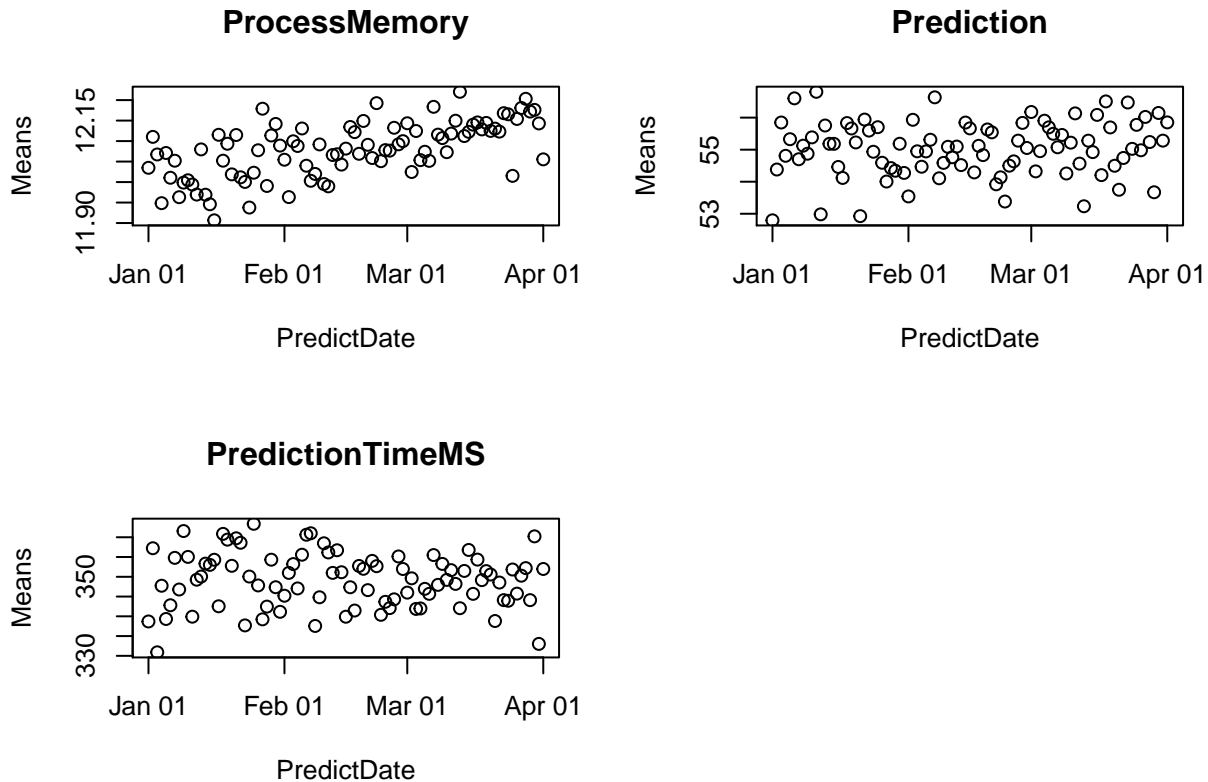 ProcessMemory
Means
12.15
11.90
Jan 01 Feb 01 Mar 01 Apr 01
PredictDate
Prediction
Means
55
53
Jan 01 Feb 01 Mar 01 Apr 01
PredictDate
PredictionTimeMS
Means
350
330
Jan 01 Feb 01 Mar 01 Apr 01
PredictDate